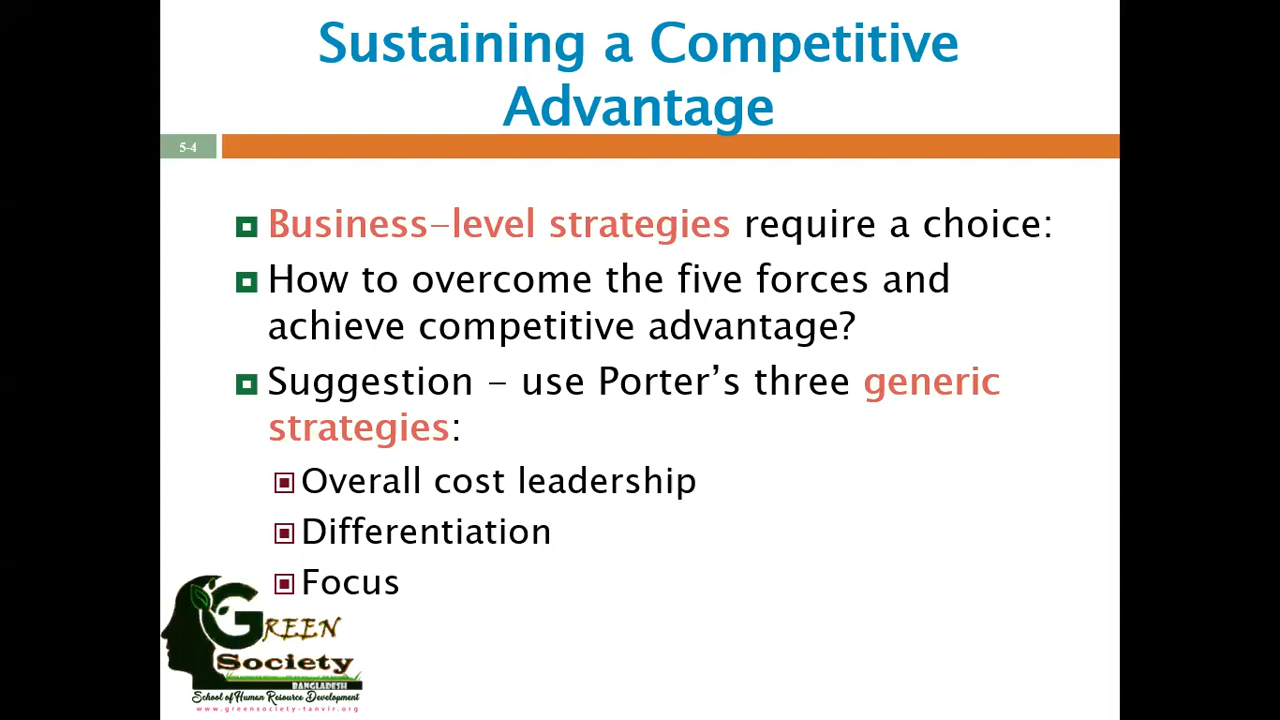 Sustaining a Competitive
Advantage
5-4
Business-level strategies require a choice:
How to overcome the five forces and
achieve competitive advantage?
Suggestion – use Porter’s three generic
strategies:
Overall cost leadership
Differentiation
Focus
GREEN
Society
BANGLADESH
School of Human Resource Development
www.greensociety-tanvir.org